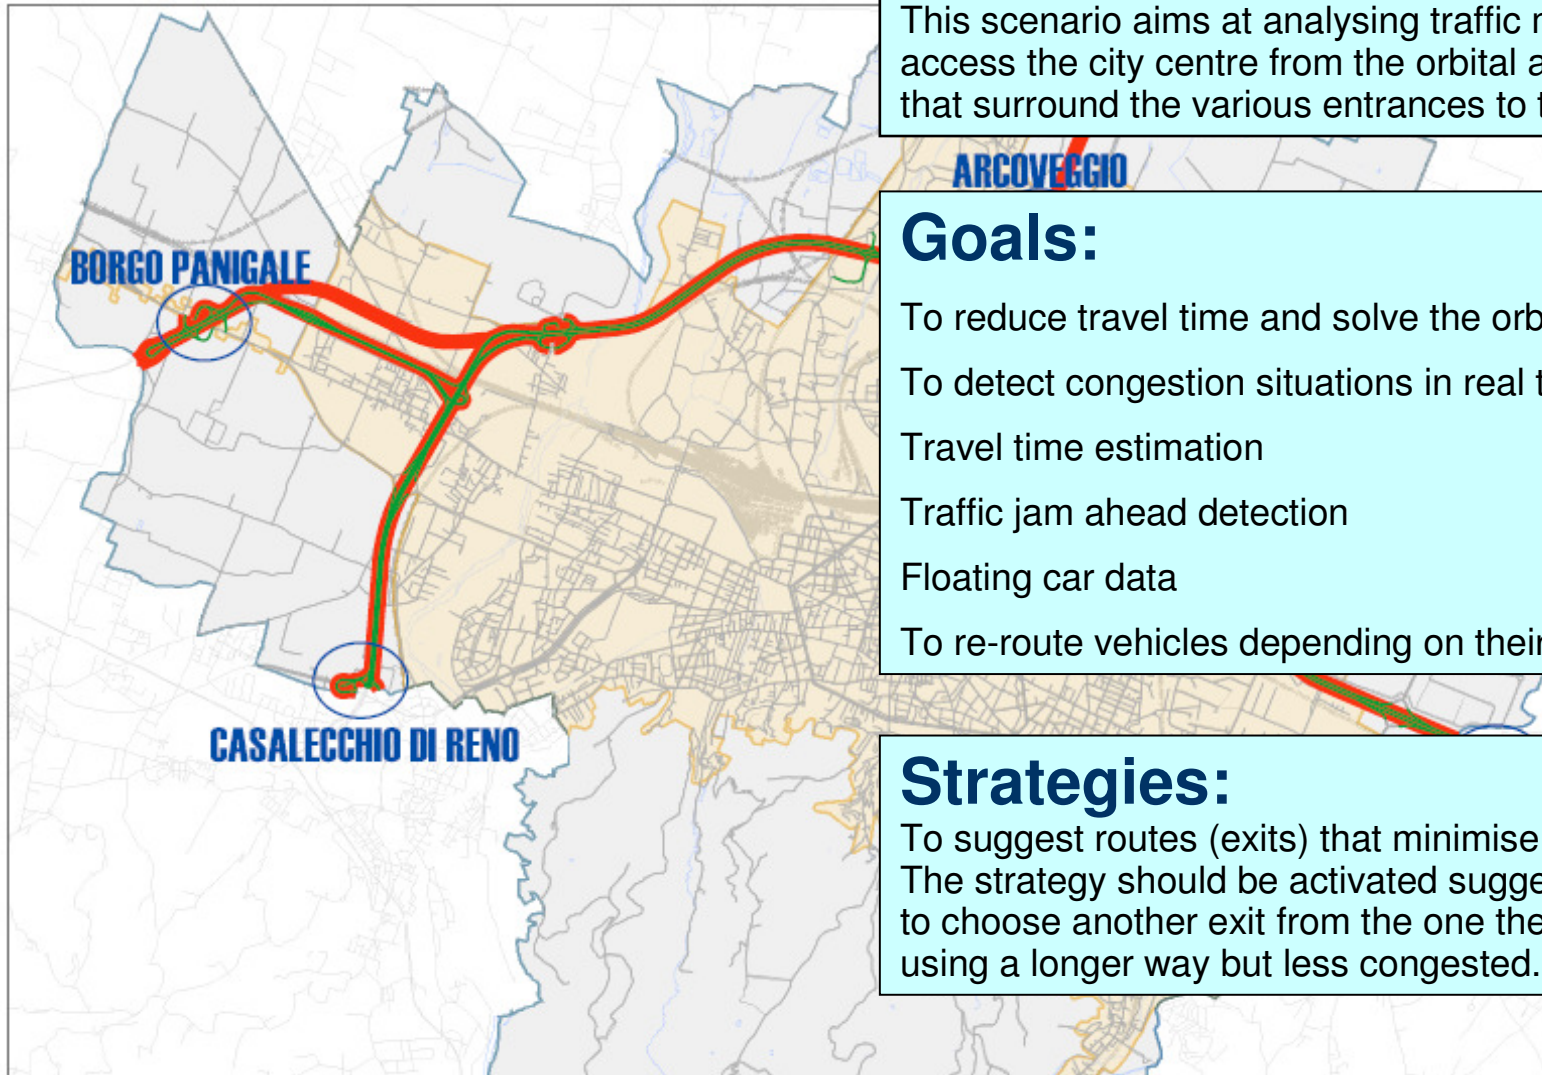 This scenario aims at analysing traffic
access the city centre from the orbital
that surround the various entrances to
ARCOVEGGIO
Goals:
BORGO PANIGALE
To reduce travel time and solve the
To detect congestion situations in real
Travel time estimation
Traffic jam ahead detection
Floating car data
To re-route vehicles depending on their
CASALECCHIO DI RENO
Strategies:
To suggest routes (exits) that minimise
The strategy should be activated
to choose another exit from the one
using a longer way but less congested.